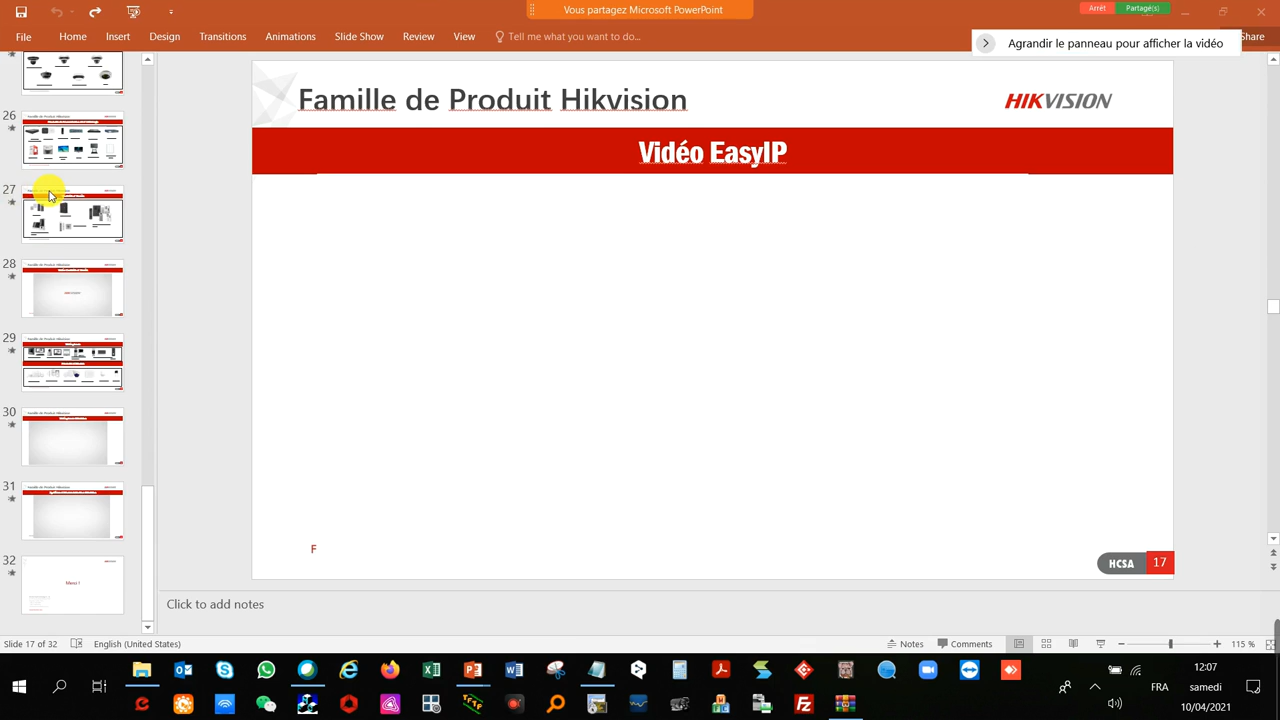 Vous partagez Microsoft PowerPoint
Arrêt
Partagé(s)
File
Home
Insert
Design
Transitions
Animations
Slide Show
Review
View
Tell me what you want to do...
Share
Agrandir le panneau pour afficher la vidéo
Famille de Produit Hikvision
HIKVISION
Vidéo EasyIP
26
27
28
29
30
31
32
Merci !
F
HCSA
17
Click to add notes
Slide 17 of 32
English (United States)
Notes
Comments
115 %
12:07
FRA
samedi
10/04/2021